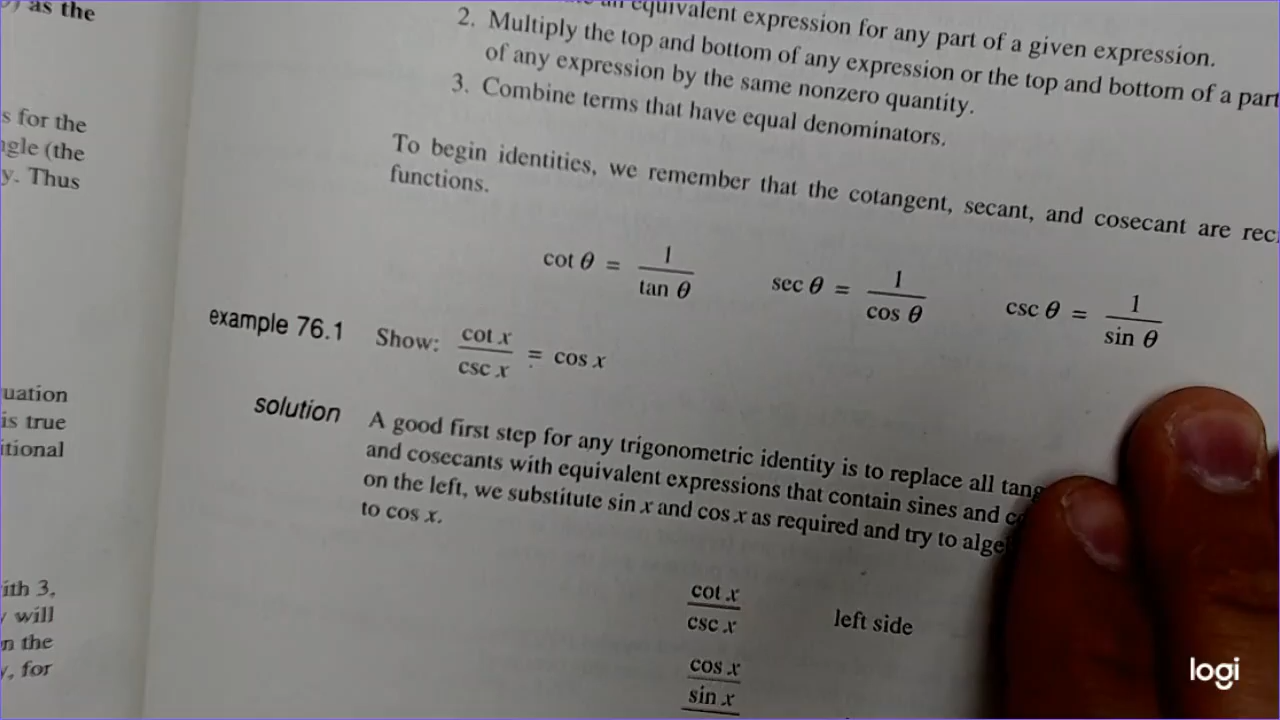 as the
s for the
ngle (the
y. Thus
uation
is true
itional
ith 3,
will
n the
y, for
equivalent expression for any part of a given expression.
2. Multiply the top and bottom of any expression or the top and bottom of a part
of any expression by the same nonzero quantity.
3. Combine terms that have equal denominators.
To begin identities, we remember that the cotangent, secant, and cosecant are rec
functions.
cot θ = 1/tan θ sec θ = 1/cos θ csc θ = 1/sin θ
example 76.1 Show: cot x/csc x = cos x
solution A good first step for any trigonometric identity is to replace all tang
and cosecants with equivalent expressions that contain sines and c
on the left, we substitute sin x and cos x as required and try to alge
to cos x.
cot x
csc x left side
cos x
sin x
logi